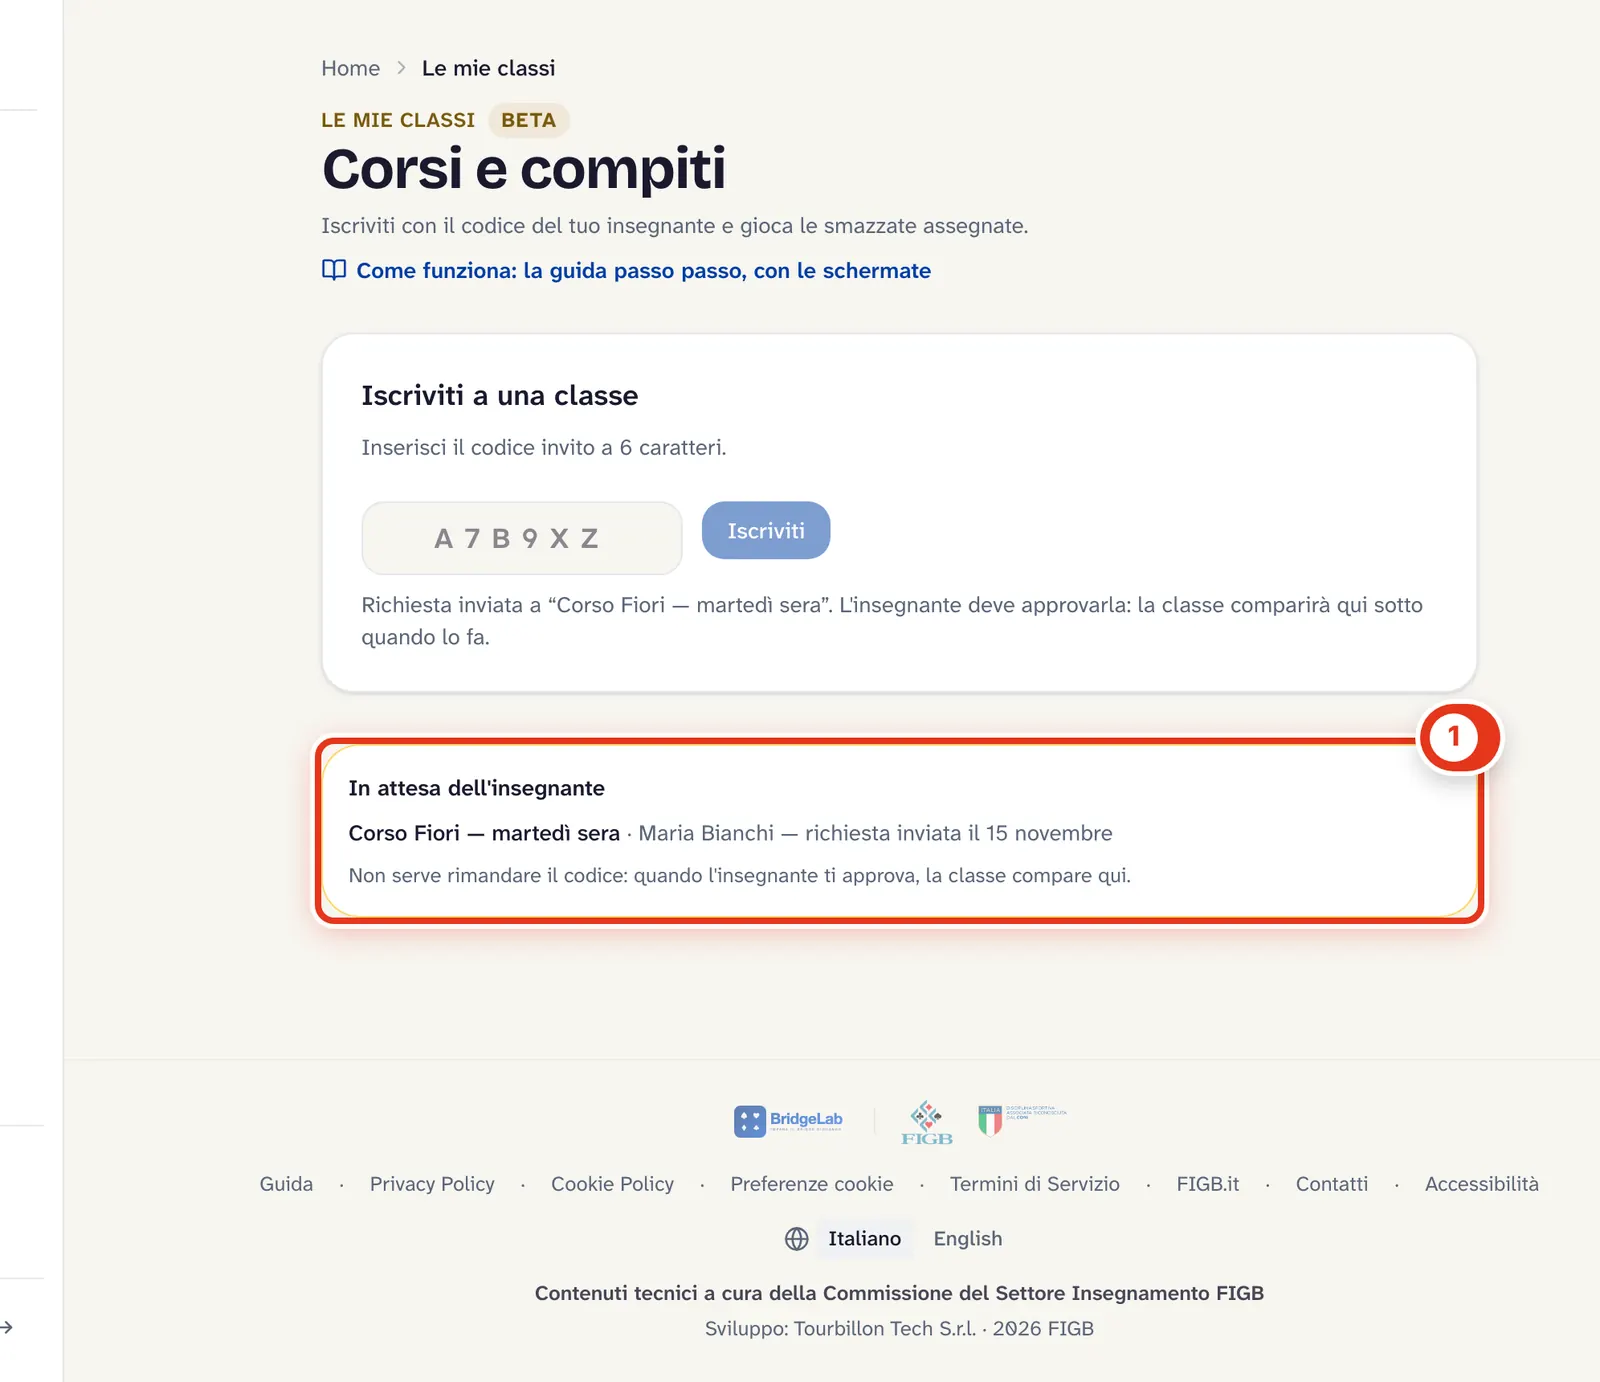 Home > Le mie classi
LE MIE CLASSI BETA
Corsi e compiti
Iscriviti con il codice del tuo insegnante e gioca le smazzate assegnate.
Come funziona: la guida passo passo, con le schermate
Iscriviti a una classe
Inserisci il codice invito a 6 caratteri.
A7B9XZ
Iscriviti
Richiesta inviata a “Corso Fiori — martedì sera”. L'insegnante deve approvarla: la classe comparirà qui sotto
quando lo fa.
1
In attesa dell'insegnante
Corso Fiori — martedì sera · Maria Bianchi — richiesta inviata il 15 novembre
Non serve rimandare il codice: quando l'insegnante ti approva, la classe compare qui.
BridgeLab
FIGB
ITALIA
Guida · Privacy Policy · Cookie Policy · Preferenze cookie · Termini di Servizio · FIGB.it · Contatti · Accessibilità
Italiano English
Contenuti tecnici a cura della Commissione del Settore Insegnamento FIGB
Sviluppo: Tourbillon Tech S.r.l. · 2026 FIGB